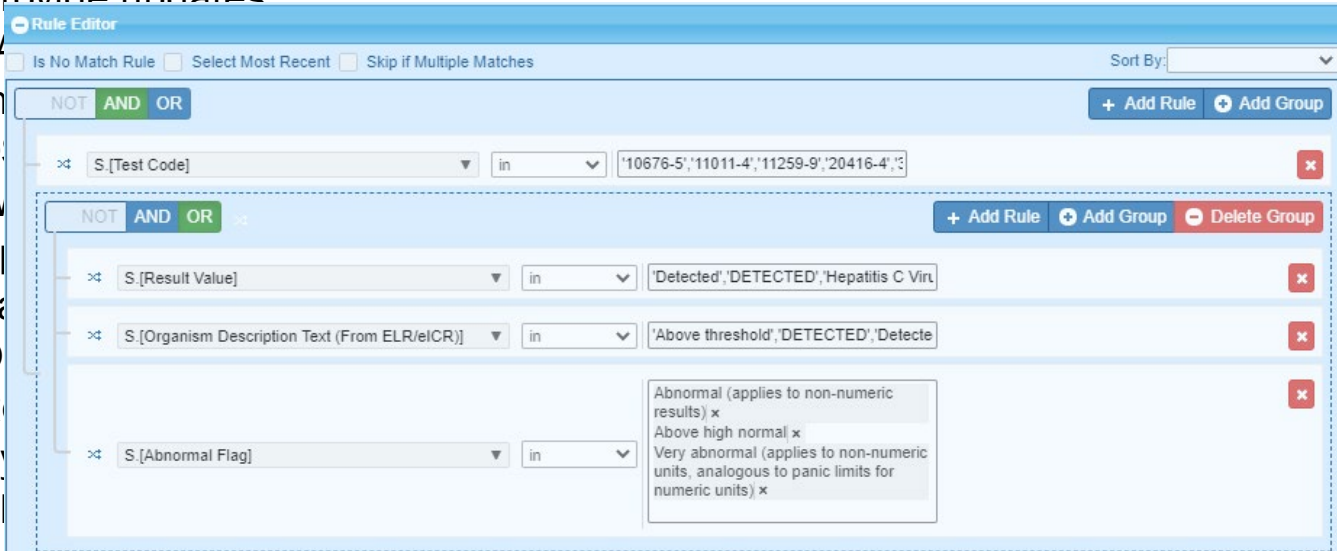 Rule Editor
Is No Match Rule Select Most Recent Skip if Multiple Matches Sort By:
NOT AND OR + Add Rule Add Group
S.[Test Code] in '10676-5','11011-4','11259-9','20416-4','3
NOT AND OR + Add Rule Add Group Delete Group
S.[Result Value] in 'Detected','DETECTED','Hepatitis C Viru
S.[Organism Description Text (From ELR/eICR)] in 'Above threshold','DETECTED','Detecte
Abnormal (applies to non-numeric
results) ×
Above high normal ×
S.[Abnormal Flag] in Very abnormal (applies to non-numeric
units, analogous to panic limits for
numeric units) ×